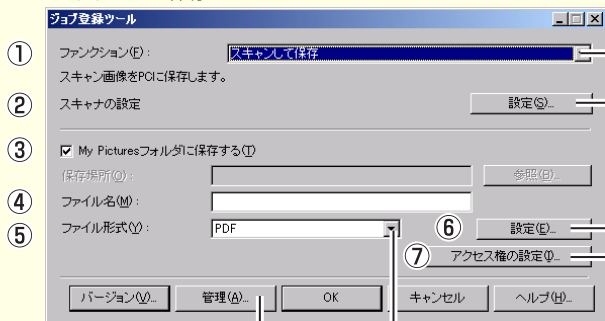 ジョブ登録ツール
① ファンクション(F): スキャンして保存
スキャン画像をPCに保存します。
② スキャナの設定 設定(S)...
③ My Picturesフォルダに保存する(T)
保存場所(O): 参照(B)...
④ ファイル名(M):
⑤ ファイル形式(Y): PDF ⑥ 設定(E)...
⑦ アクセス権の設定(I)...
バージョン(V)... 管理(A)... OK キャンセル ヘルプ(H)...